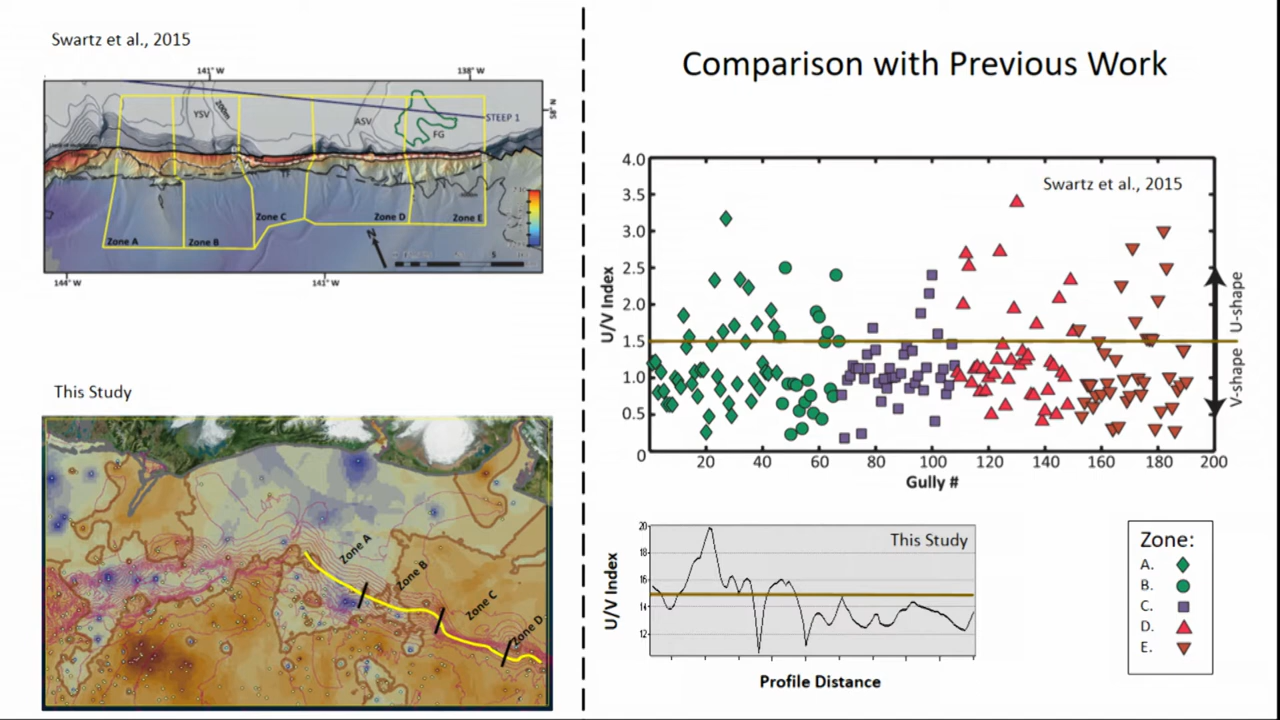 Swartz et al., 2015
141° W
138° W
58° N
YSV
200m
ASV
FG
STEEP 1
Zone A
Zone B
Zone C
Zone D
Zone E
N
5
144° W
141° W
This Study
Zone A
Zone B
Zone C
Zone D
Comparison with Previous Work
Swartz et al., 2015
U/V Index
4.0
3.5
3.0
2.5
2.0
1.5
1.0
0.5
0
20
40
60
80
100
120
140
160
180
200
Gully #
U-shape
V-shape
This Study
U/V Index
20
18
16
14
12
Profile Distance
Zone:
A.
B.
C.
D.
E.